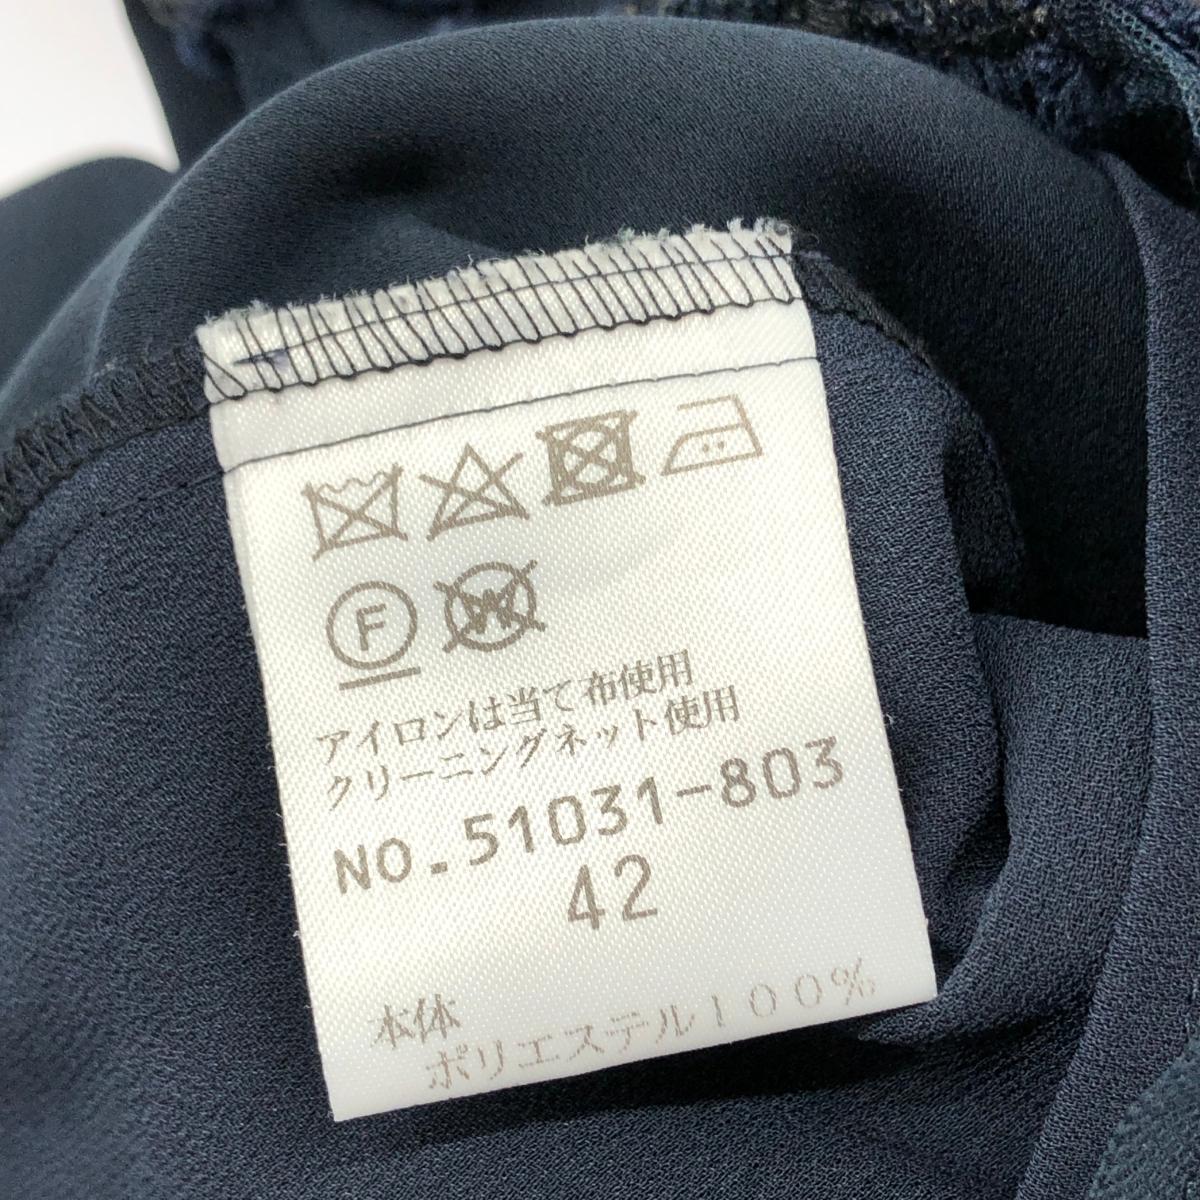 F
W
アイロンは当て布使用
クリーニングネット使用
NO.51031-803
42
本体
ポリエステル100%